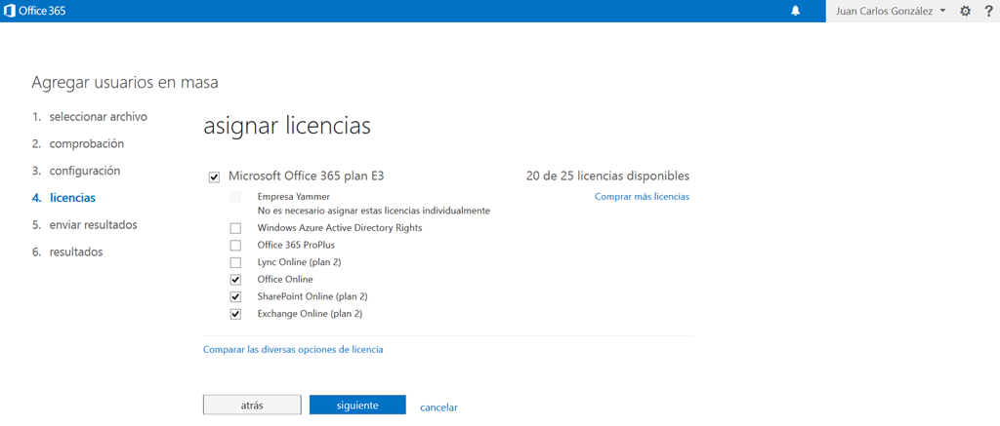 Office 365
Juan Carlos González
?
Agregar usuarios en masa
1. seleccionar archivo
2. comprobación
3. configuración
4. licencias
5. enviar resultados
6. resultados
asignar licencias
Microsoft Office 365 plan E3
20 de 25 licencias disponibles
Comprar más licencias
Empresa Yammer
No es necesario asignar estas licencias individualmente
Windows Azure Active Directory Rights
Office 365 ProPlus
Lync Online (plan 2)
Office Online
SharePoint Online (plan 2)
Exchange Online (plan 2)
Comparar las diversas opciones de licencia
atrás
siguiente
cancelar